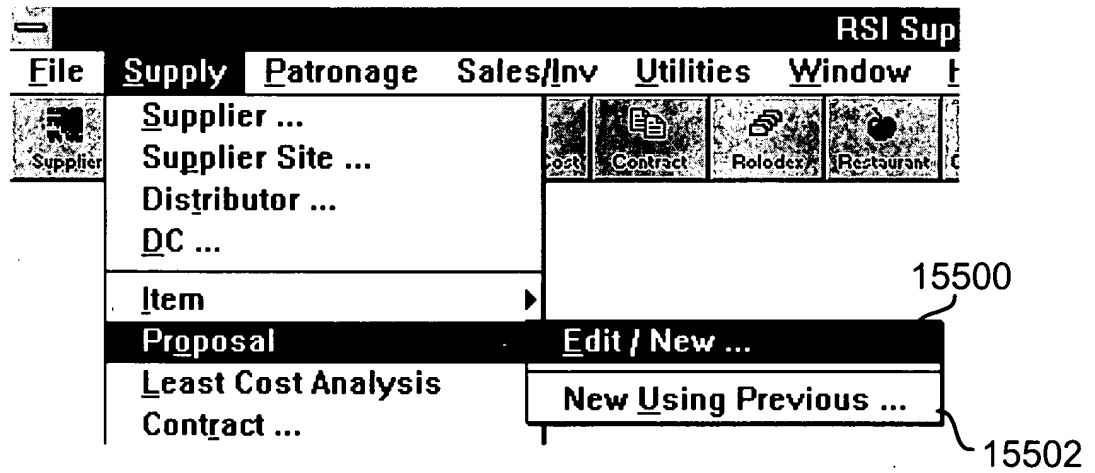 RSI Sup
File Supply Patronage Sales/Inv Utilities Window H
Supplier Cost Contract Rolodex Restaurant
Supplier ...
Supplier Site ...
Distributor ...
DC ...
15500
Item
Proposal Edit / New ...
Least Cost Analysis
New Using Previous ...
Contract ...
15502